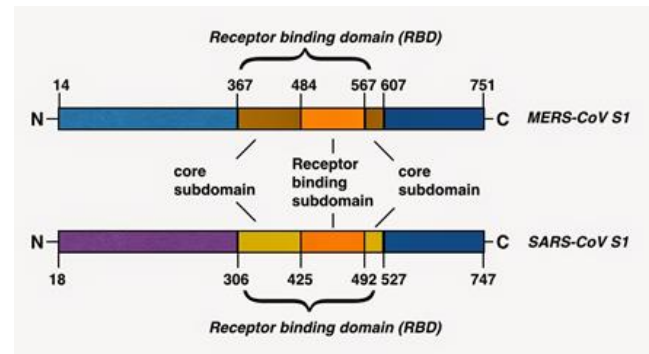 Receptor binding domain (RBD)
14 367 484 567 607 751
N C MERS-CoV S1
core
subdomain
Receptor
binding
subdomain
core
subdomain
N C SARS-CoV S1
18 306 425 492 527 747
Receptor binding domain (RBD)